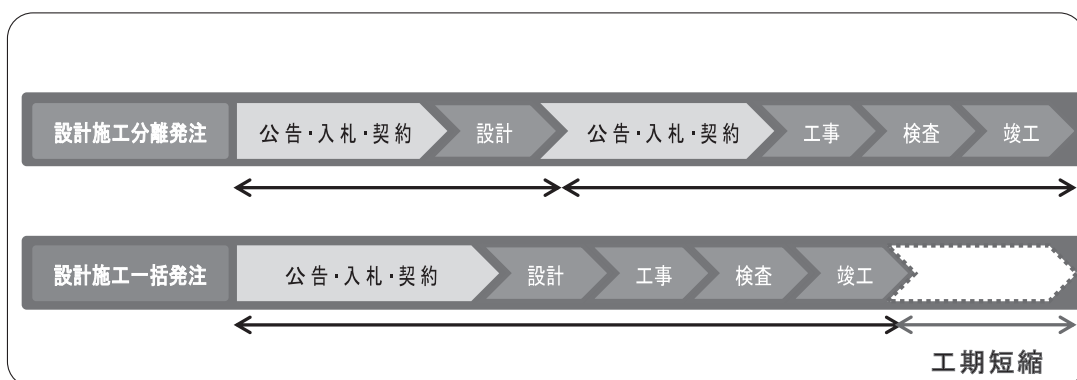 設計施工分離発注 公告・入札・契約 設計 公告・入札・契約 工事 検査 竣工
設計施工一括発注 公告・入札・契約 設計 工事 検査 竣工
工期短縮